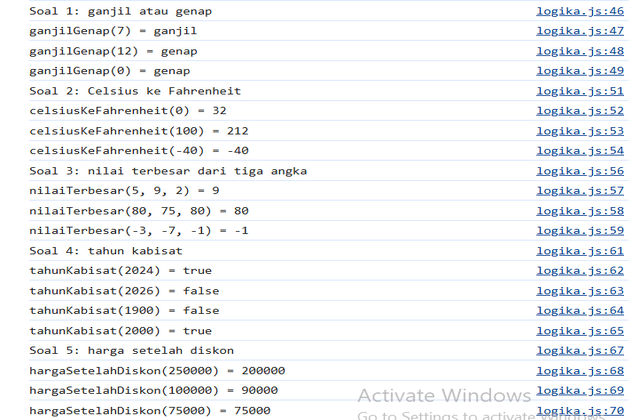 Soal 1: ganjil atau genap logika.js:46
ganjilGenap(7) = ganjil logika.js:47
ganjilGenap(12) = genap logika.js:48
ganjilGenap(0) = genap logika.js:49
Soal 2: Celsius ke Fahrenheit logika.js:51
celsiusKeFahrenheit(0) = 32 logika.js:52
celsiusKeFahrenheit(100) = 212 logika.js:53
celsiusKeFahrenheit(-40) = -40 logika.js:54
Soal 3: nilai terbesar dari tiga angka logika.js:56
nilaiTerbesar(5, 9, 2) = 9 logika.js:57
nilaiTerbesar(80, 75, 80) = 80 logika.js:58
nilaiTerbesar(-3, -7, -1) = -1 logika.js:59
Soal 4: tahun kabisat logika.js:61
tahunKabisat(2024) = true logika.js:62
tahunKabisat(2026) = false logika.js:63
tahunKabisat(1900) = false logika.js:64
tahunKabisat(2000) = true logika.js:65
Soal 5: harga setelah diskon logika.js:67
hargaSetelahDiskon(250000) = 200000 logika.js:68
hargaSetelahDiskon(100000) = 90000 logika.js:69
hargaSetelahDiskon(75000) = 75000 logika.js:70
Activate Windows
Go to Settings to activate Windows.